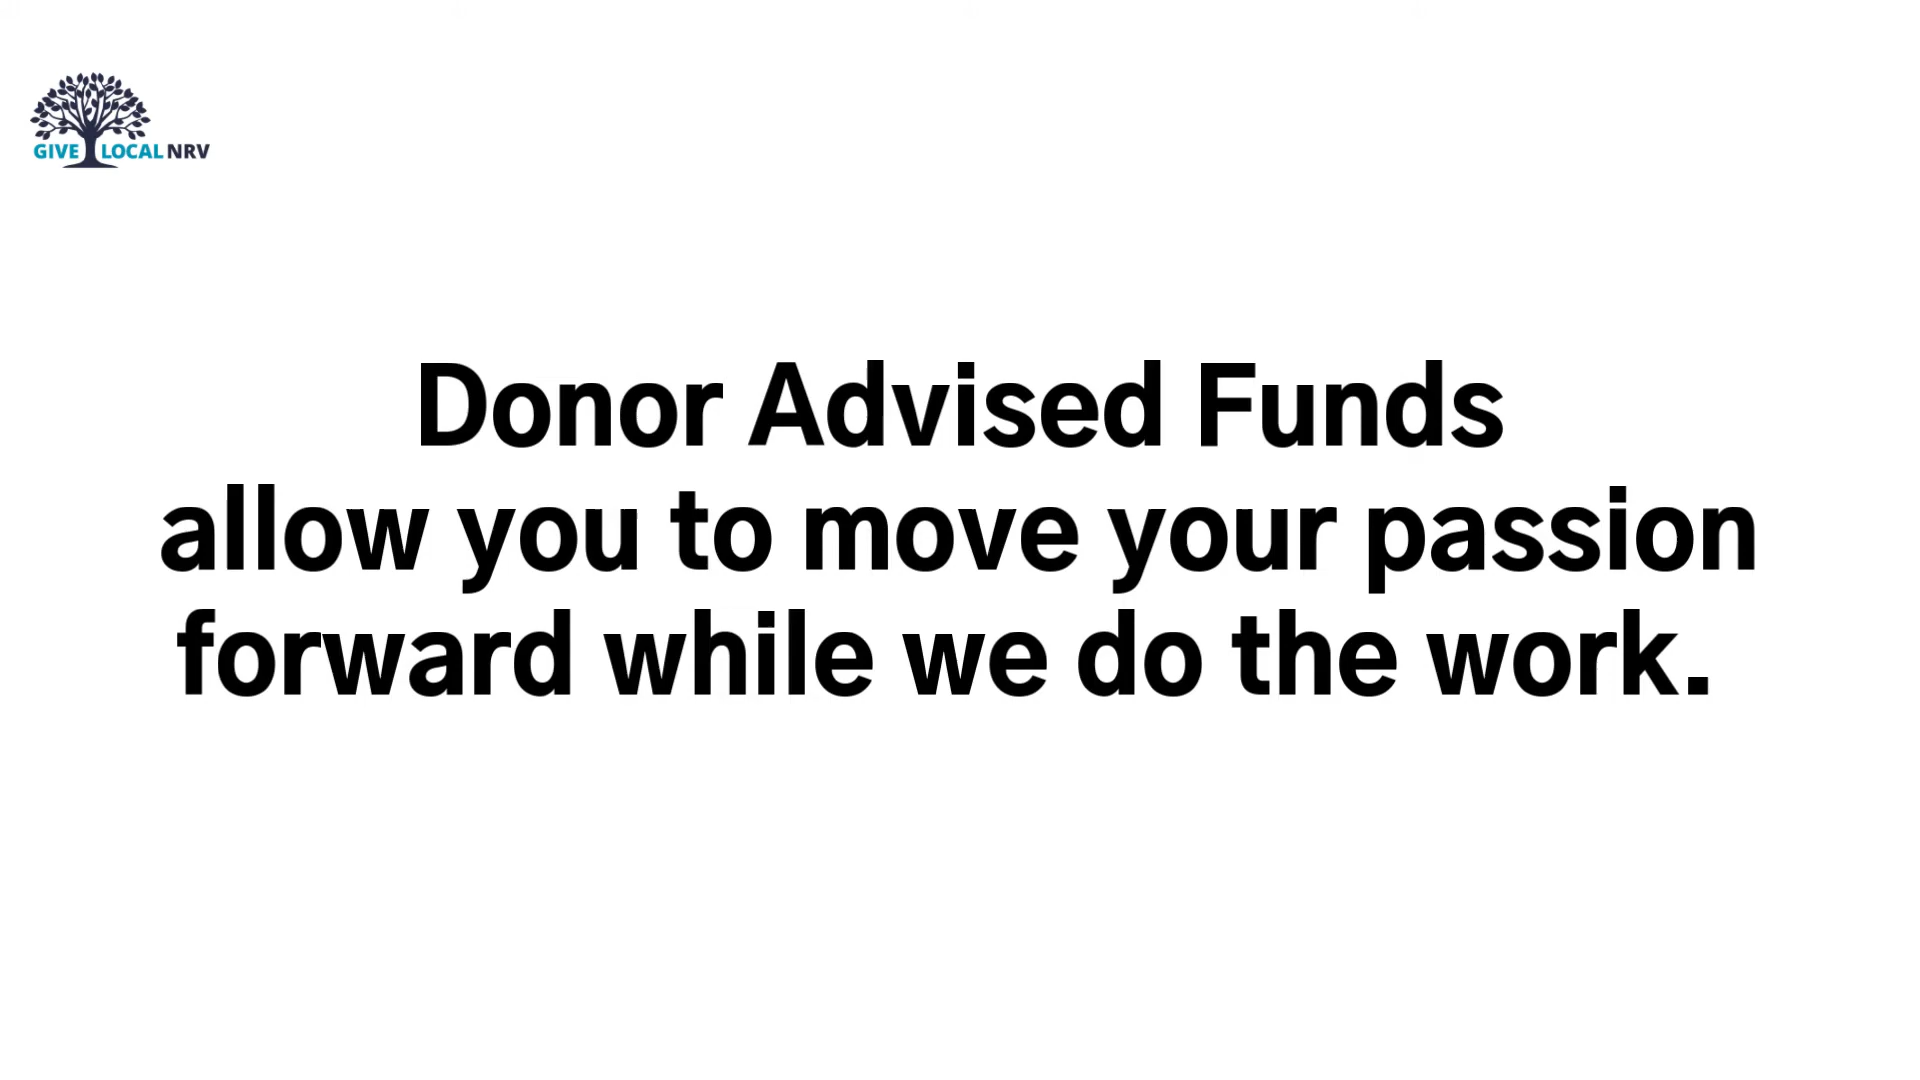 GIVE LOCAL NRV
Donor Advised Funds
allow you to move your passion
forward while we do the work.